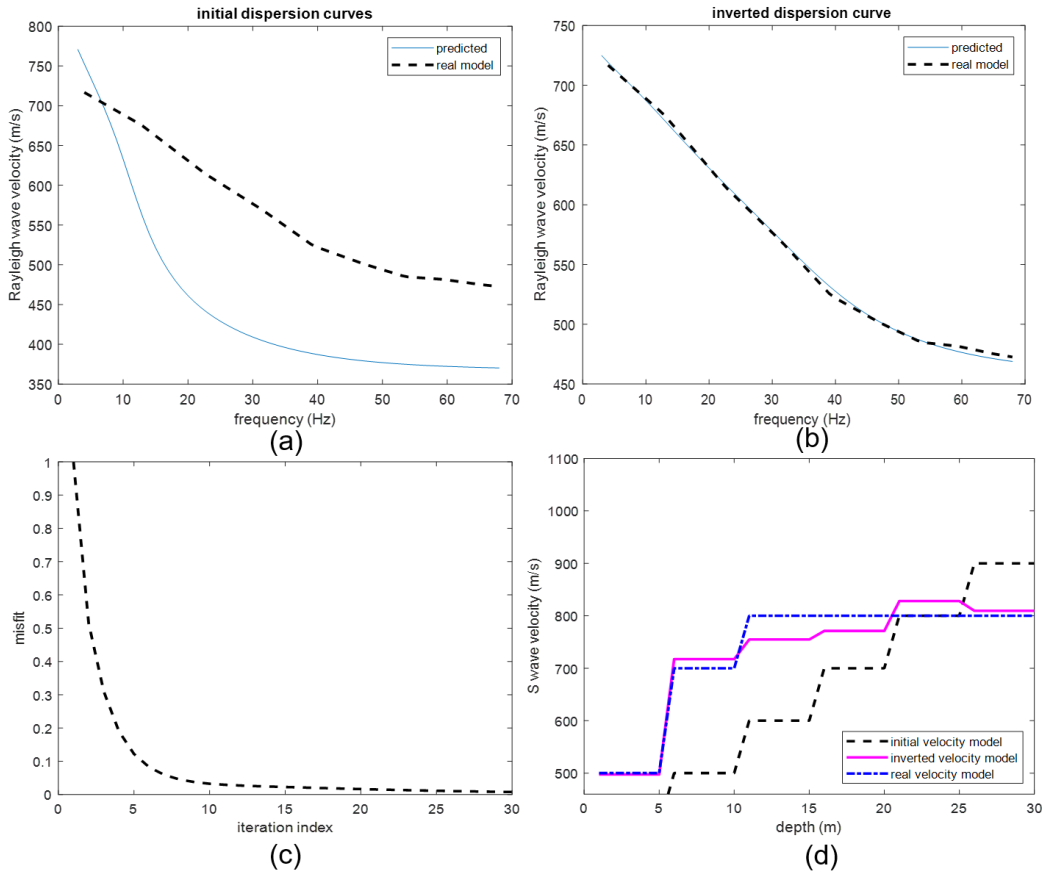 initial dispersion curves
800
750
700
650
600
550
500
450
400
350
Rayleigh wave velocity (m/s)
predicted
real model
0 10 20 30 40 50 60 70
frequency (Hz)
(a)
inverted dispersion curve
750
700
650
600
550
500
450
Rayleigh wave velocity (m/s)
predicted
real model
0 10 20 30 40 50 60 70
frequency (Hz)
(b)
1
0.9
0.8
0.7
0.6
0.5
0.4
0.3
0.2
0.1
0
misfit
0 5 10 15 20 25 30
iteration index
(c)
1100
1000
900
800
700
600
500
S wave velocity (m/s)
initial velocity model
inverted velocity model
real velocity model
0 5 10 15 20 25 30
depth (m)
(d)